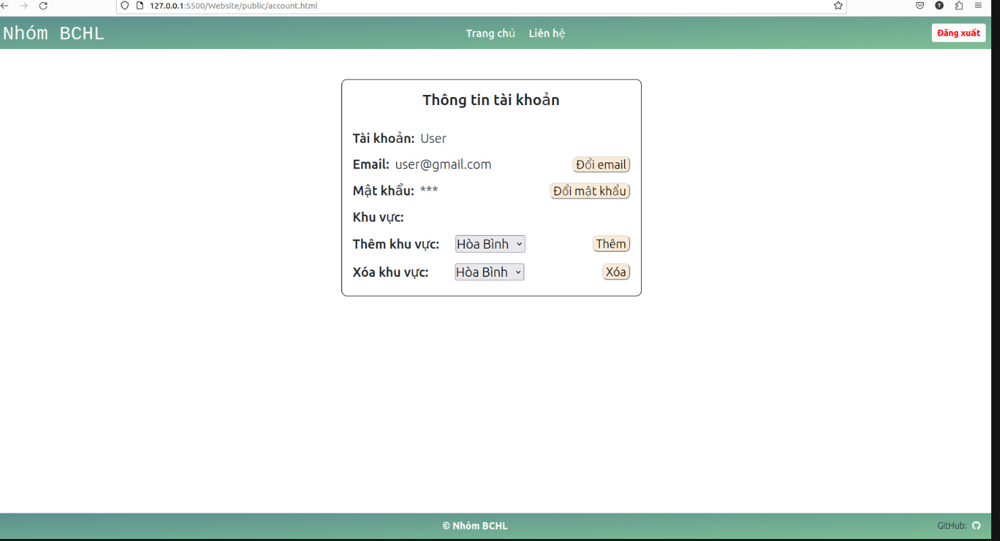 127.0.0.1:5500/Website/public/account.html
T
Nhóm BCHL
Trang chủ Liên hệ
Đăng xuất
Thông tin tài khoản
Tài khoản: User
Email: user@gmail.com Đổi email
Mật khẩu: *** Đổi mật khẩu
Khu vực:
Thêm khu vực: Hòa Bình Thêm
Xóa khu vực: Hòa Bình Xóa
© Nhóm BCHL
GitHub: